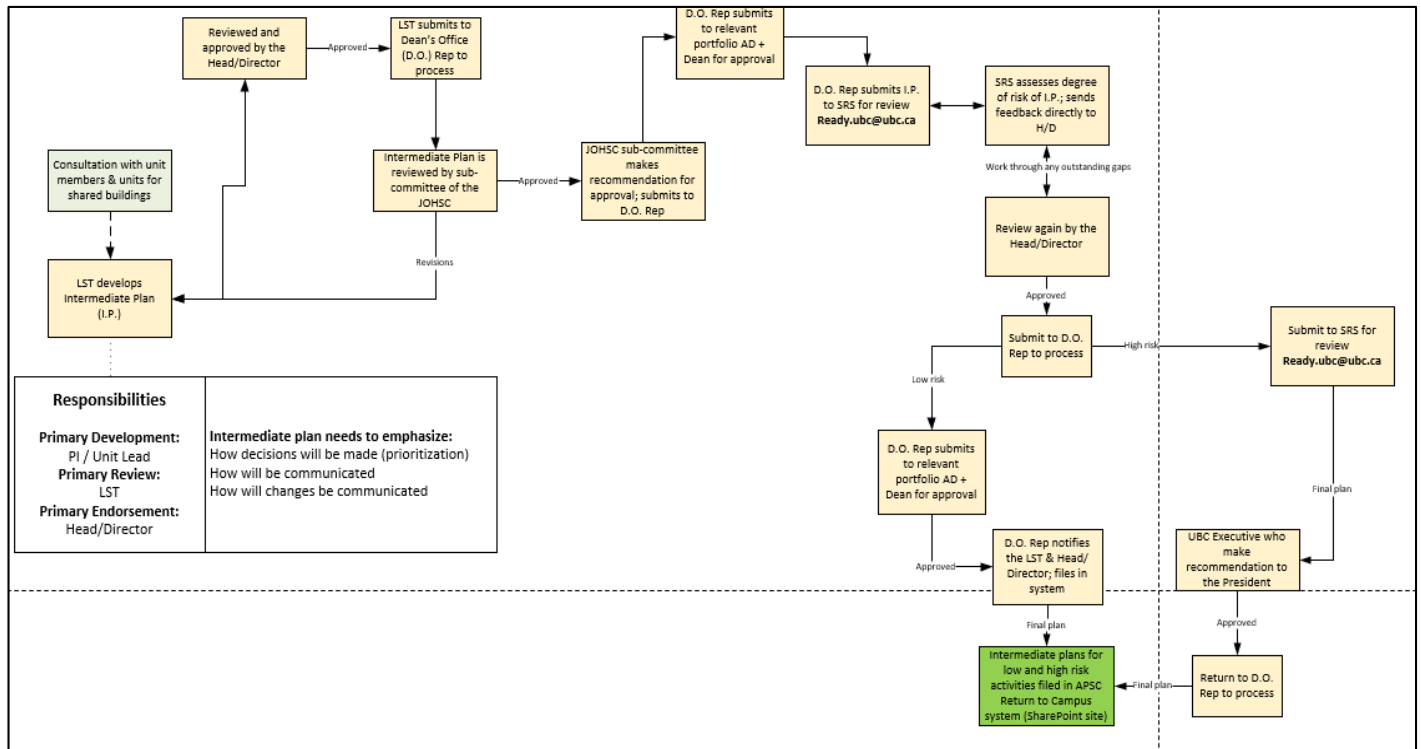 Reviewed and
approved by the
Head/Director
Approved
LST submits to
Dean's Office
(D.O.) Rep to
process
D.O. Rep submits
to relevant
portfolio AD +
Dean for approval
D.O. Rep submits I.P.
to SRS for review
Ready.ubc@ubc.ca
SRS assesses degree
of risk of I.P.; sends
feedback directly to
H/D
Consultation with unit
members & units for
shared buildings
Intermediate Plan is
reviewed by sub-
committee of the
JOHSC
Approved
JOHSC sub-committee
makes
recommendation for
approval; submits to
D.O. Rep
Work through any outstanding gaps
Review again by the
Head/Director
Revisions
LST develops
Intermediate Plan
(I.P.)
Approved
Submit to D.O.
Rep to process
High risk
Submit to SRS for
review
Ready.ubc@ubc.ca
Low risk
Responsibilities
Primary Development:
PI / Unit Lead
Primary Review:
LST
Primary Endorsement:
Head/Director
Intermediate plan needs to emphasize:
How decisions will be made (prioritization)
How will be communicated
How will changes be communicated
D.O. Rep submits
to relevant
portfolio AD +
Dean for approval
Final plan
Approved
D.O. Rep notifies
the LST & Head/
Director; files in
system
UBC Executive who
make
recommendation to
the President
Final plan
Approved
Intermediate plans for
low and high risk
activities filed in APSC
Return to Campus
system (SharePoint site)
Final plan
Return to D.O.
Rep to process